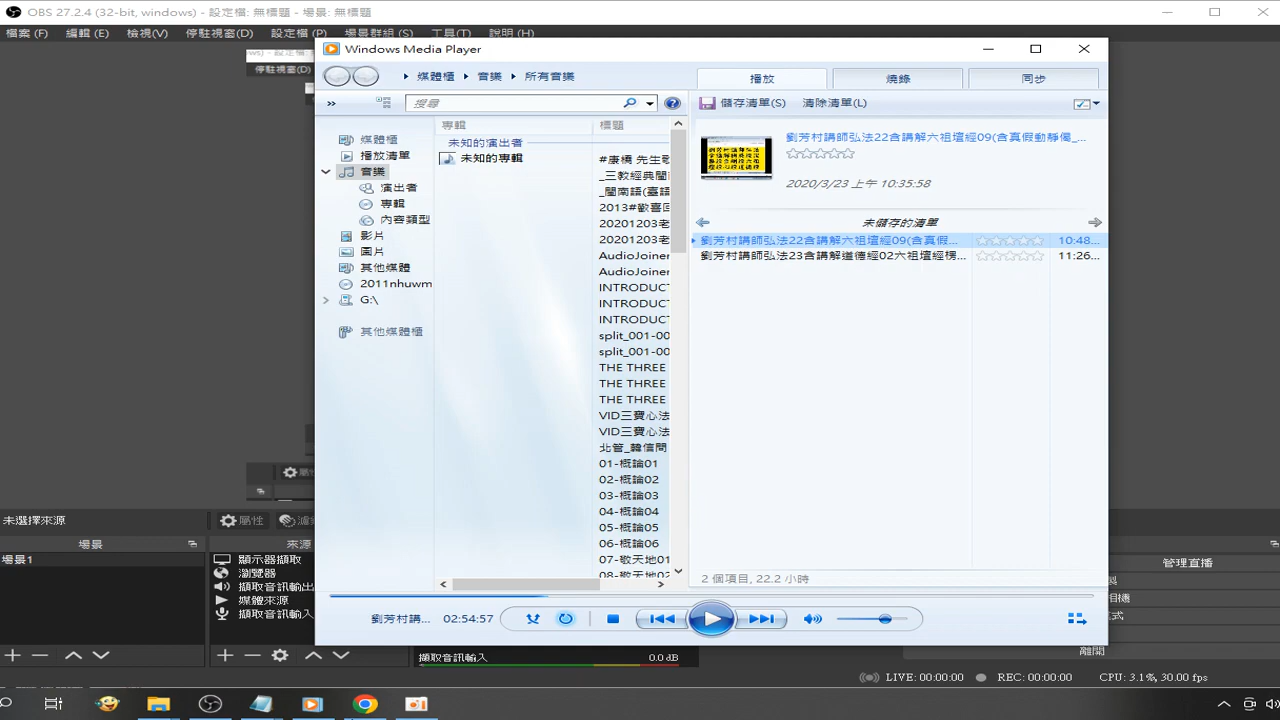 OBS 27.2.4 (32-bit, windows) - 設定檔: 無標題 - 場景: 無標題
檔案 (F) 編輯 (E) 檢視(V) 停駐視窗(D) 設定檔 (P) 場景群組 (S) 工具(T) 說明 (H)
停駐視窗(D)
Windows Media Player
媒體櫃 音樂 所有音樂
播放 燒錄 同步
搜尋
儲存清單(S) 清除清單(L)
媒體櫃
播放清單
音樂
演出者
專輯
內容類型
影片
圖片
其他媒體
2011nhuwm
G:\
其他媒體櫃
專輯 標題
未知的演出者
未知的專輯
#康橋 先生
_三教經典閩
_閩南語(臺語
2013#歡喜
20201203老
20201203老
AudioJoiner
AudioJoiner
INTRODUCT
INTRODUCT
INTRODUCT
split_001-00
split_001-00
THE THREE
THE THREE
THE THREE
VID三寶心法
VID三寶心法
北管_韓信問
01-概論01
02-概論02
03-概論03
04-概論04
05-概論05
06-概論06
07-敬天地01
08-敬天地02
劉芳村講師弘法22含講解六祖壇經09(含真假動靜偈_...
2020/3/23 上午 10:35:58
未儲存的清單
劉芳村講師弘法22含講解六祖壇經09(含真假... 10:48...
劉芳村講師弘法23含講解道德經02六祖壇經楞... 11:26...
2 個項目, 22.2 小時
劉芳村講... 02:54:57
未選擇來源
屬性
場景
場景1
來源
顯示器擷取
瀏覽器
擷取音訊輸出
媒體來源
擷取音訊輸入
擷取音訊輸入 0.0 dB
管理直播
離開
LIVE: 00:00:00 REC: 00:00:00 CPU: 3.1%, 30.00 fps